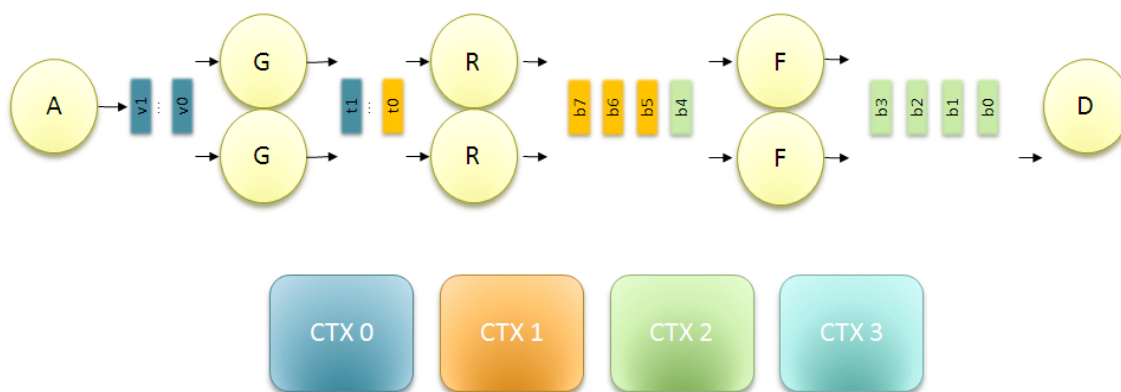 G R F
A v1 v0 t1 t0 b7 b6 b5 b4 b3 b2 b1 b0 D
G R F
CTX 0 CTX 1 CTX 2 CTX 3